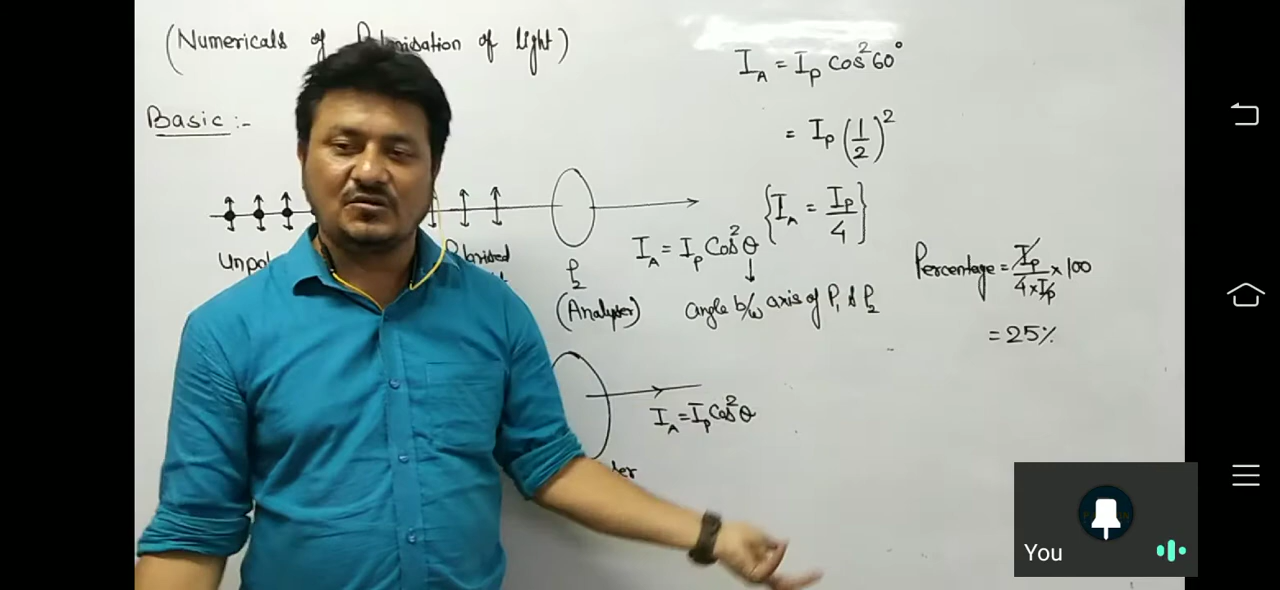 (Numericals of Polarisation of light)
Basic :-
Polarised
P₂
(Analyser)
I_A = I_P Cos²θ
↓
angle b/w axis of P₁ & P₂
I_A = I_P Cos²θ
I_A = I_P Cos²60°
= I_P (1/2)²
{I_A = I_P/4}
Percentage = I_P/4×I_P × 100
= 25%
You